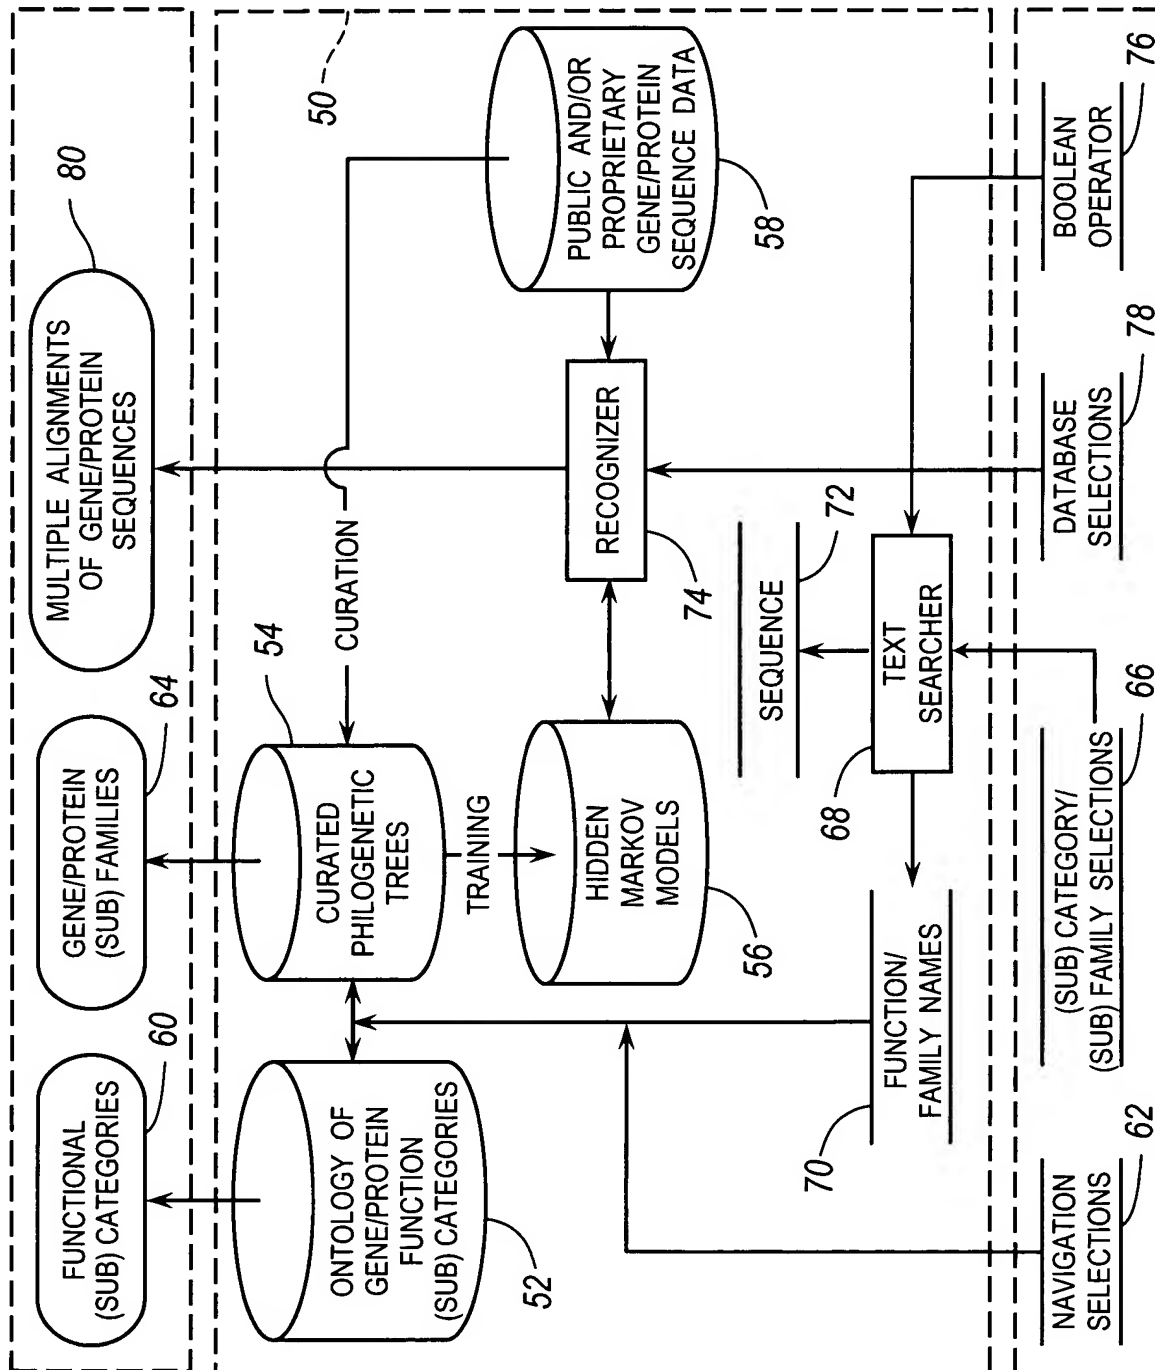 FUNCTIONAL
(SUB) CATEGORIES
60
GENE/PROTEIN
(SUB) FAMILIES
64
MULTIPLE ALIGNMENTS
OF GENE/PROTEIN
SEQUENCES
80
50
ONTOLOGY OF
GENE/PROTEIN
FUNCTION
(SUB) CATEGORIES
52
CURATED
PHILOGENETIC
TREES
54
CURATION
TRAINING
HIDDEN
MARKOV
MODELS
56
RECOGNIZER
74
PUBLIC AND/OR
PROPRIETARY
GENE/PROTEIN
SEQUENCE DATA
58
SEQUENCE
72
TEXT
SEARCHER
68
FUNCTION/
FAMILY NAMES
70
NAVIGATION
SELECTIONS
62
(SUB) CATEGORY/
(SUB) FAMILY SELECTIONS
66
DATABASE
SELECTIONS
78
BOOLEAN
OPERATOR
76